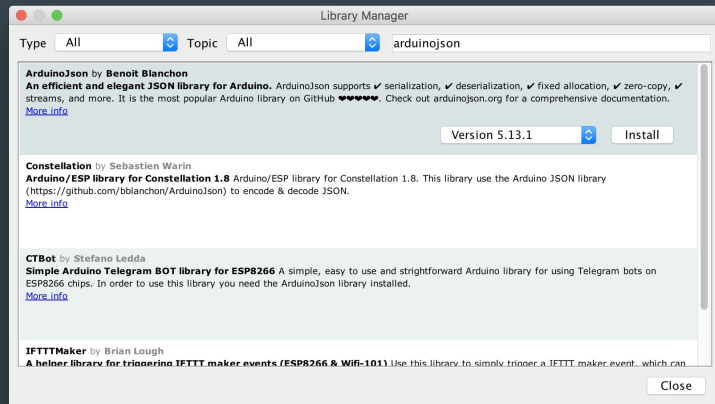 Library Manager
Type All Topic All arduinojson
ArduinoJson by Benoit Blanchon
An efficient and elegant JSON library for Arduino. ArduinoJson supports ✔ serialization, ✔ deserialization, ✔ fixed allocation, ✔ zero-copy, ✔
streams, and more. It is the most popular Arduino library on GitHub ❤❤❤❤❤. Check out arduinojson.org for a comprehensive documentation.
More info
Version 5.13.1 Install
Constellation by Sebastien Warin
Arduino/ESP library for Constellation 1.8 Arduino/ESP library for Constellation 1.8. This library use the Arduino JSON library
(https://github.com/bblanchon/ArduinoJson) to encode & decode JSON.
More info
CTBot by Stefano Ledda
Simple Arduino Telegram BOT library for ESP8266 A simple, easy to use and strightforward Arduino library for using Telegram bots on
ESP8266 chips. In order to use this library you need the ArduinoJson library installed.
More info
IFTTTMaker by Brian Lough
A helper library for triggering IFTTT maker events (ESP8266 & Wifi-101) Use this library to simply trigger a IFTTT maker event, which can
Close